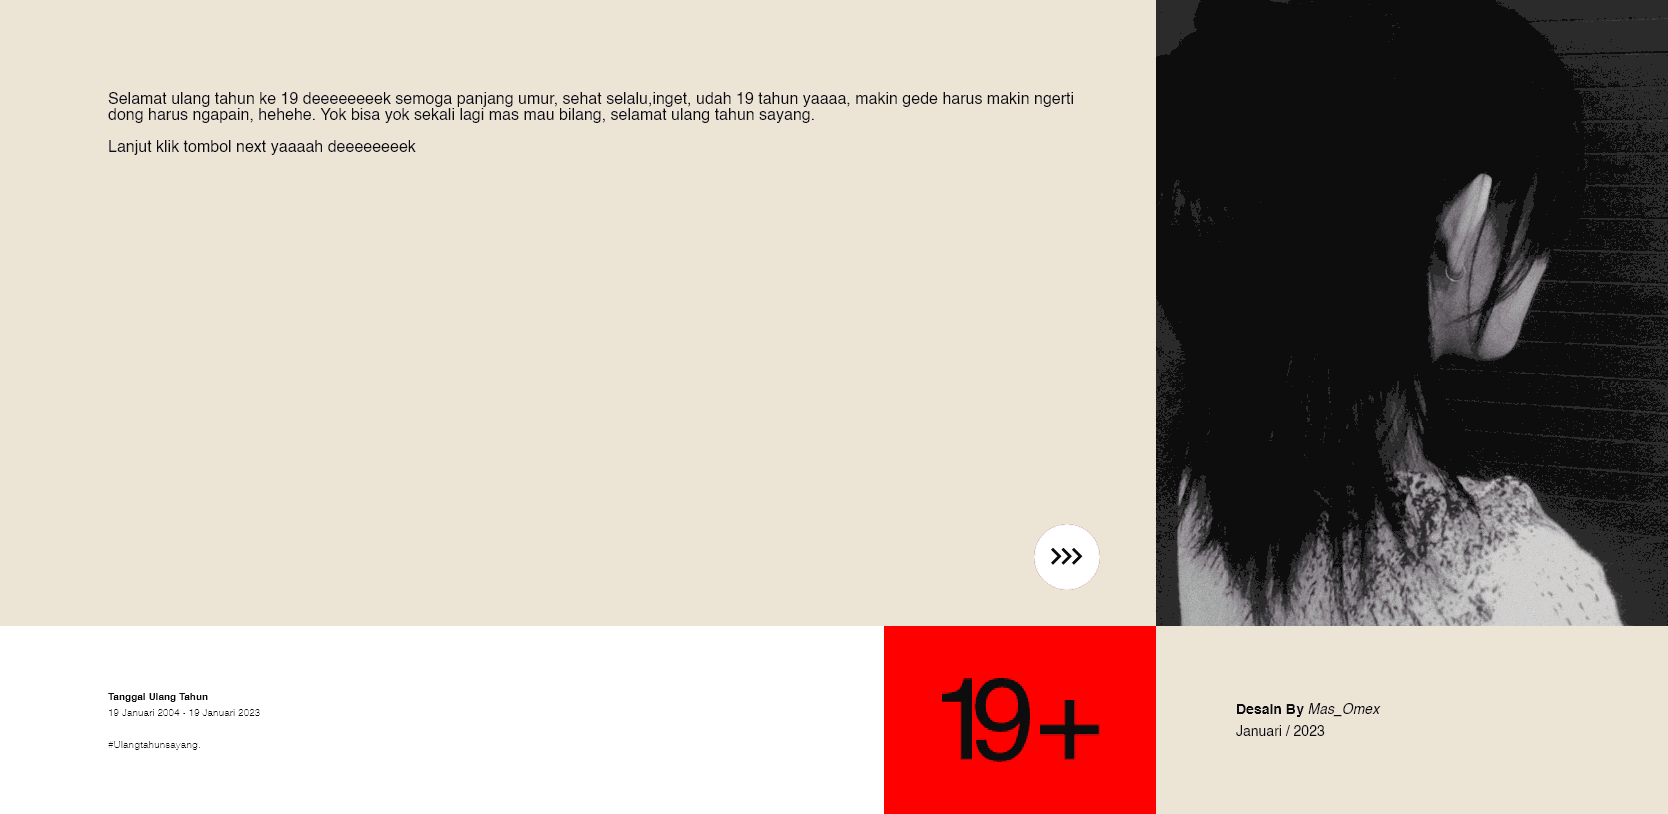 Selamat ulang tahun ke 19 deeeeeeeek semoga panjang umur, sehat selalu,inget, udah 19 tahun yaaaa, makin gede harus makin ngerti
dong harus ngapain, hehehe. Yok bisa yok sekali lagi mas mau bilang, selamat ulang tahun sayang.
Lanjut klik tombol next yaaaah deeeeeeeek
Tanggal Ulang Tahun
19 Januari 2004 - 19 Januari 2023
#Ulangtahunsayang.
19+
Desain By Mas_Omex
Januari / 2023